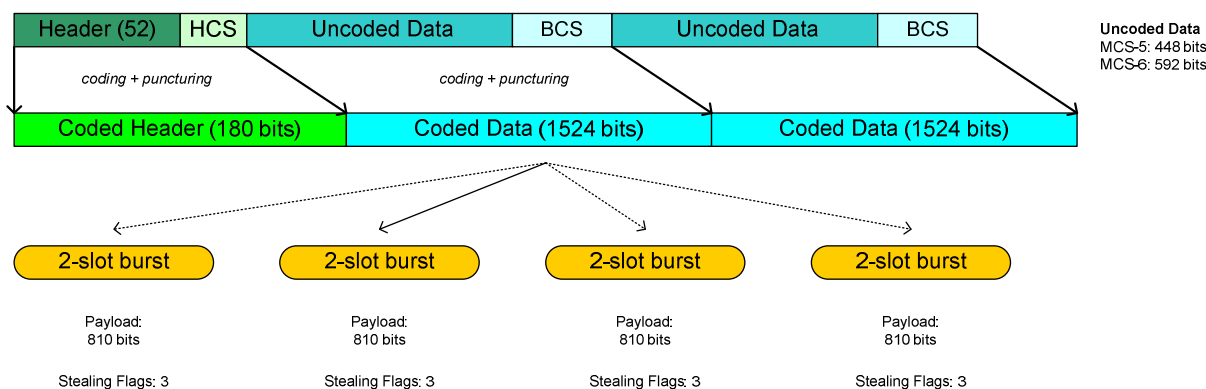 Header (52) HCS Uncoded Data BCS Uncoded Data BCS
Uncoded Data
MCS-5: 448 bits
MCS-6: 592 bits
coding + puncturing coding + puncturing
Coded Header (180 bits) Coded Data (1524 bits) Coded Data (1524 bits)
2-slot burst 2-slot burst 2-slot burst 2-slot burst
Payload: Payload: Payload: Payload:
810 bits 810 bits 810 bits 810 bits
Stealing Flags: 3 Stealing Flags: 3 Stealing Flags: 3 Stealing Flags: 3